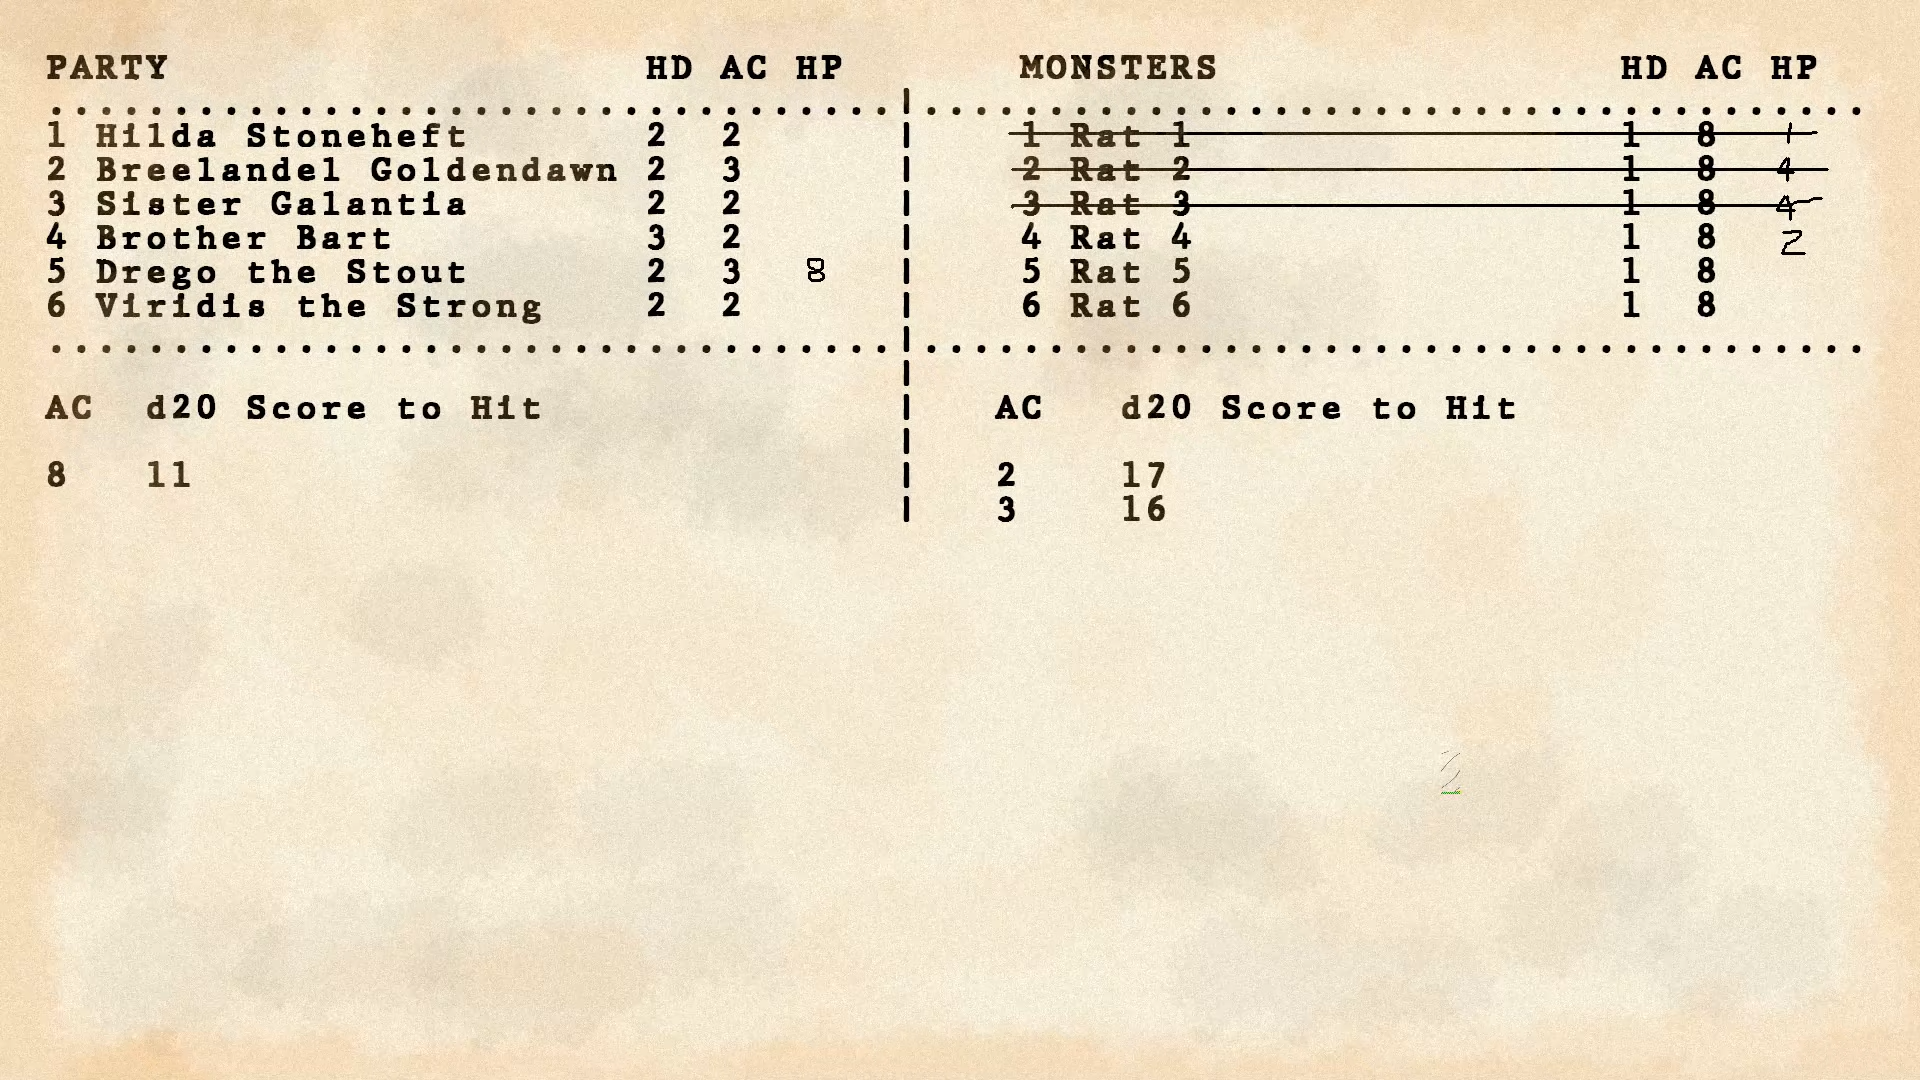 PARTY HD AC HP
1 Hilda Stoneheft 2 2
2 Breelandel Goldendawn 2 3
3 Sister Galantia 2 2
4 Brother Bart 3 2
5 Drego the Stout 2 3 8
6 Viridis the Strong 2 2
AC d20 Score to Hit
8 11
MONSTERS HD AC HP
1 Rat 1 1 8 1
2 Rat 2 1 8 4
3 Rat 3 1 8 4
4 Rat 4 1 8 2
5 Rat 5 1 8
6 Rat 6 1 8
AC d20 Score to Hit
2 17
3 16